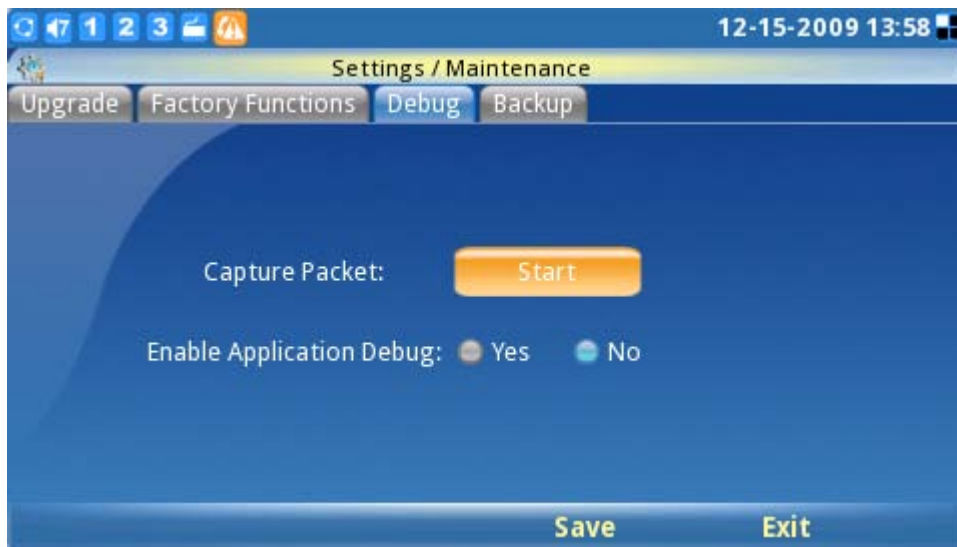 47 1 2 3 12-15-2009 13:58
Settings / Maintenance
Upgrade Factory Functions Debug Backup
Capture Packet: Start
Enable Application Debug: Yes No
Save Exit